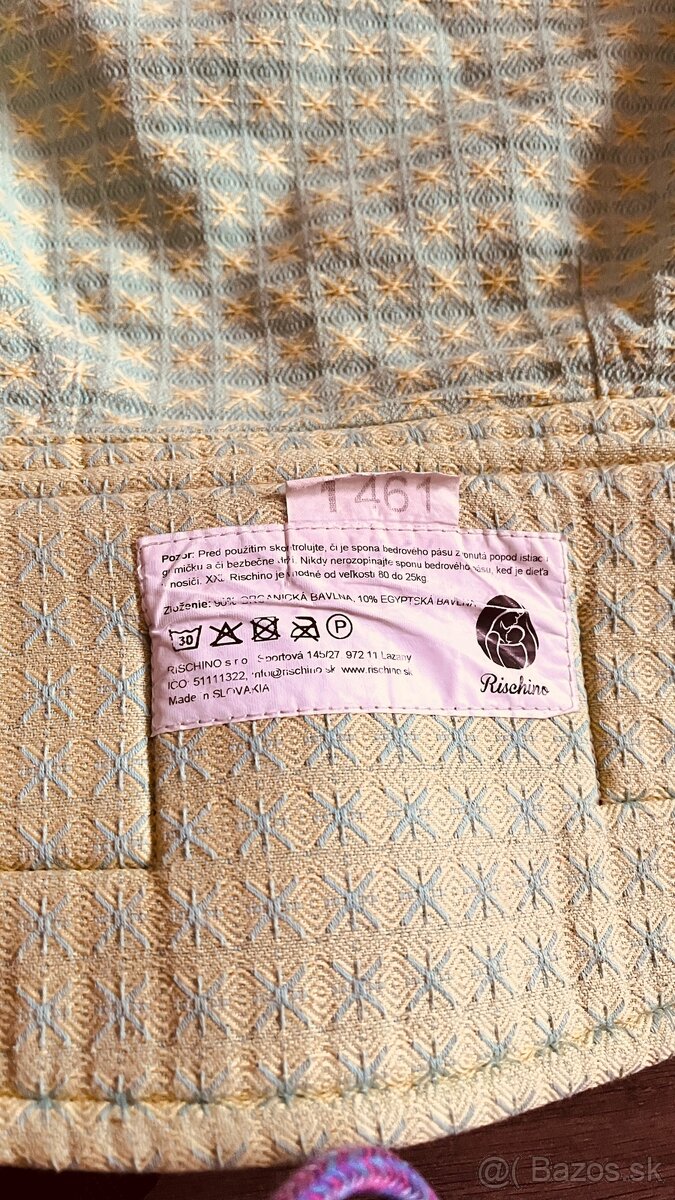 1461
Pozor: Pred použitím skontrolujte, či je spona bedrového pásu zapnutá popod istiac
gumičku a či bezbečne drží. Nikdy nerozopínajte sponu bedrového pásu, keď je dieťa
nosiči. XXL Rischino je vhodné od veľkosti 80 do 25kg.
Zloženie: 90% ORGANICKÁ BAVLNA, 10% EGYPTSKÁ BAVLNA
30 P
RISCHINO s.r.o. Športová 145/27, 972 11 Lazany
IČO: 51111322, info@rischino.sk www.rischino.sk
Made in SLOVAKIA
Rischino
@( Bazos.sk